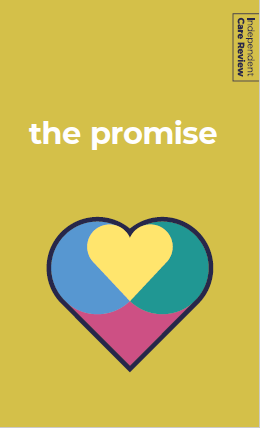 Independent
Care Review
the promise